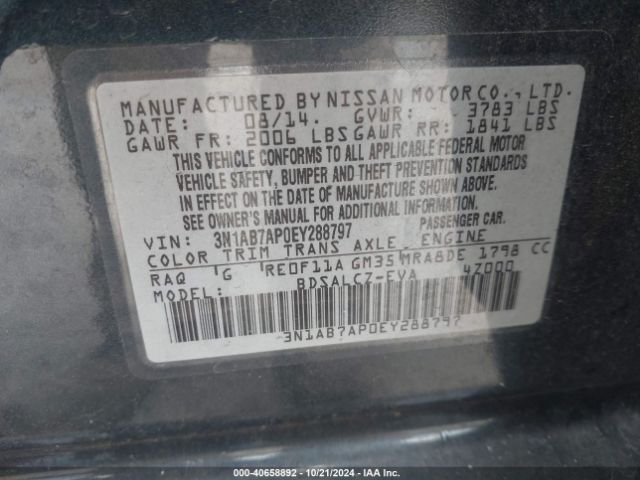 MANUFACTURED BY NISSAN MOTOR CO., LTD.
DATE: 08/14. GVWR: 3783 LBS
GAWR FR: 2006 LBS GAWR RR: 1841 LBS
THIS VEHICLE CONFORMS TO ALL APPLICABLE FEDERAL MOTOR
VEHICLE SAFETY, BUMPER AND THEFT PREVENTION STANDARDS
IN EFFECT ON THE DATE OF MANUFACTURE SHOWN ABOVE.
SEE OWNER'S MANUAL FOR ADDITIONAL INFORMATION.
VIN: 3N1AB7AP0EY288797 PASSENGER CAR.
COLOR TRIM TRANS AXLE. ENGINE
RAQ G RE0F11A GM35 MRA8DE 1798 CC
MODEL: BDSALCZ-EVA 4Z000
3N1AB7AP0EY288797
000-40658892 - 10/21/2024 - IAA Inc.